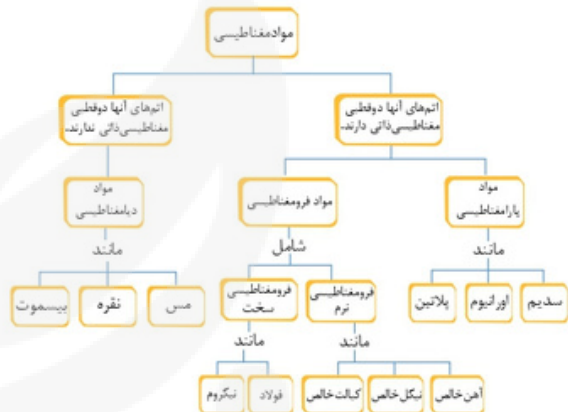 موادمغناطیسی
اتم‌های آنها دوقطبی
مغناطیسی‌ذاتی دارند.
اتم‌های آنها دوقطبی
مغناطیسی‌ذاتی ندارند.
مواد
پارامغناطیسی
مواد فرومغناطیسی
مواد
دیامغناطیسی
مانند
شامل
مانند
سدیم
اورانیوم
پلاتین
فرومغناطیسی
نرم
فرومغناطیسی
سخت
مس
نقره
بیسموت
مانند
مانند
آهن‌خالص
نیکل‌خالص
کبالت‌خالص
فولاد
نیکروم